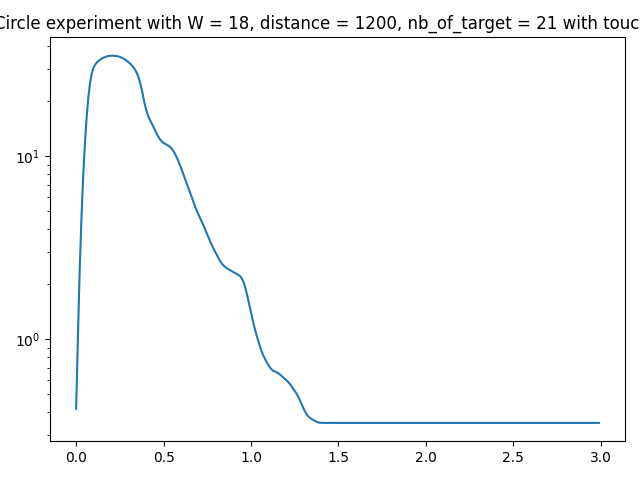 Circle experiment with W = 18, distance = 1200, nb_of_target = 21 with touc
10¹
10⁰
0.0 0.5 1.0 1.5 2.0 2.5 3.0